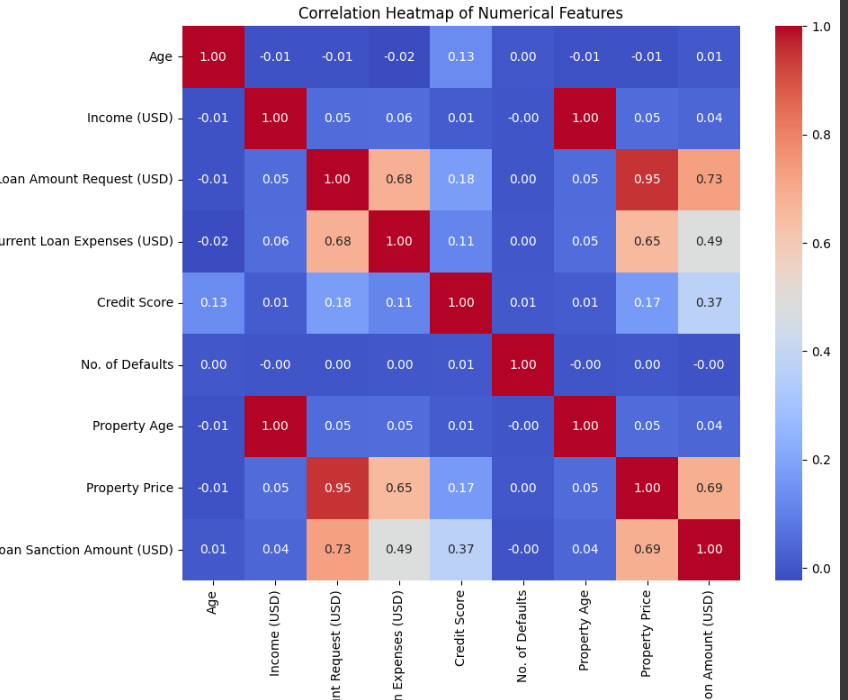 Correlation Heatmap of Numerical Features
Age 1.00 -0.01 -0.01 -0.02 0.13 0.00 -0.01 -0.01 0.01
Income (USD) -0.01 1.00 0.05 0.06 0.01 -0.00 1.00 0.05 0.04
Loan Amount Request (USD) -0.01 0.05 1.00 0.68 0.18 0.00 0.05 0.95 0.73
urrent Loan Expenses (USD) -0.02 0.06 0.68 1.00 0.11 0.00 0.05 0.65 0.49
Credit Score 0.13 0.01 0.18 0.11 1.00 0.01 0.01 0.17 0.37
No. of Defaults 0.00 -0.00 0.00 0.00 0.01 1.00 -0.00 0.00 -0.00
Property Age -0.01 1.00 0.05 0.05 0.01 -0.00 1.00 0.05 0.04
Property Price -0.01 0.05 0.95 0.65 0.17 0.00 0.05 1.00 0.69
oan Sanction Amount (USD) 0.01 0.04 0.73 0.49 0.37 -0.00 0.04 0.69 1.00
Age
Income (USD)
nt Request (USD)
n Expenses (USD)
Credit Score
No. of Defaults
Property Age
Property Price
on Amount (USD)
1.0
0.8
0.6
0.4
0.2
0.0